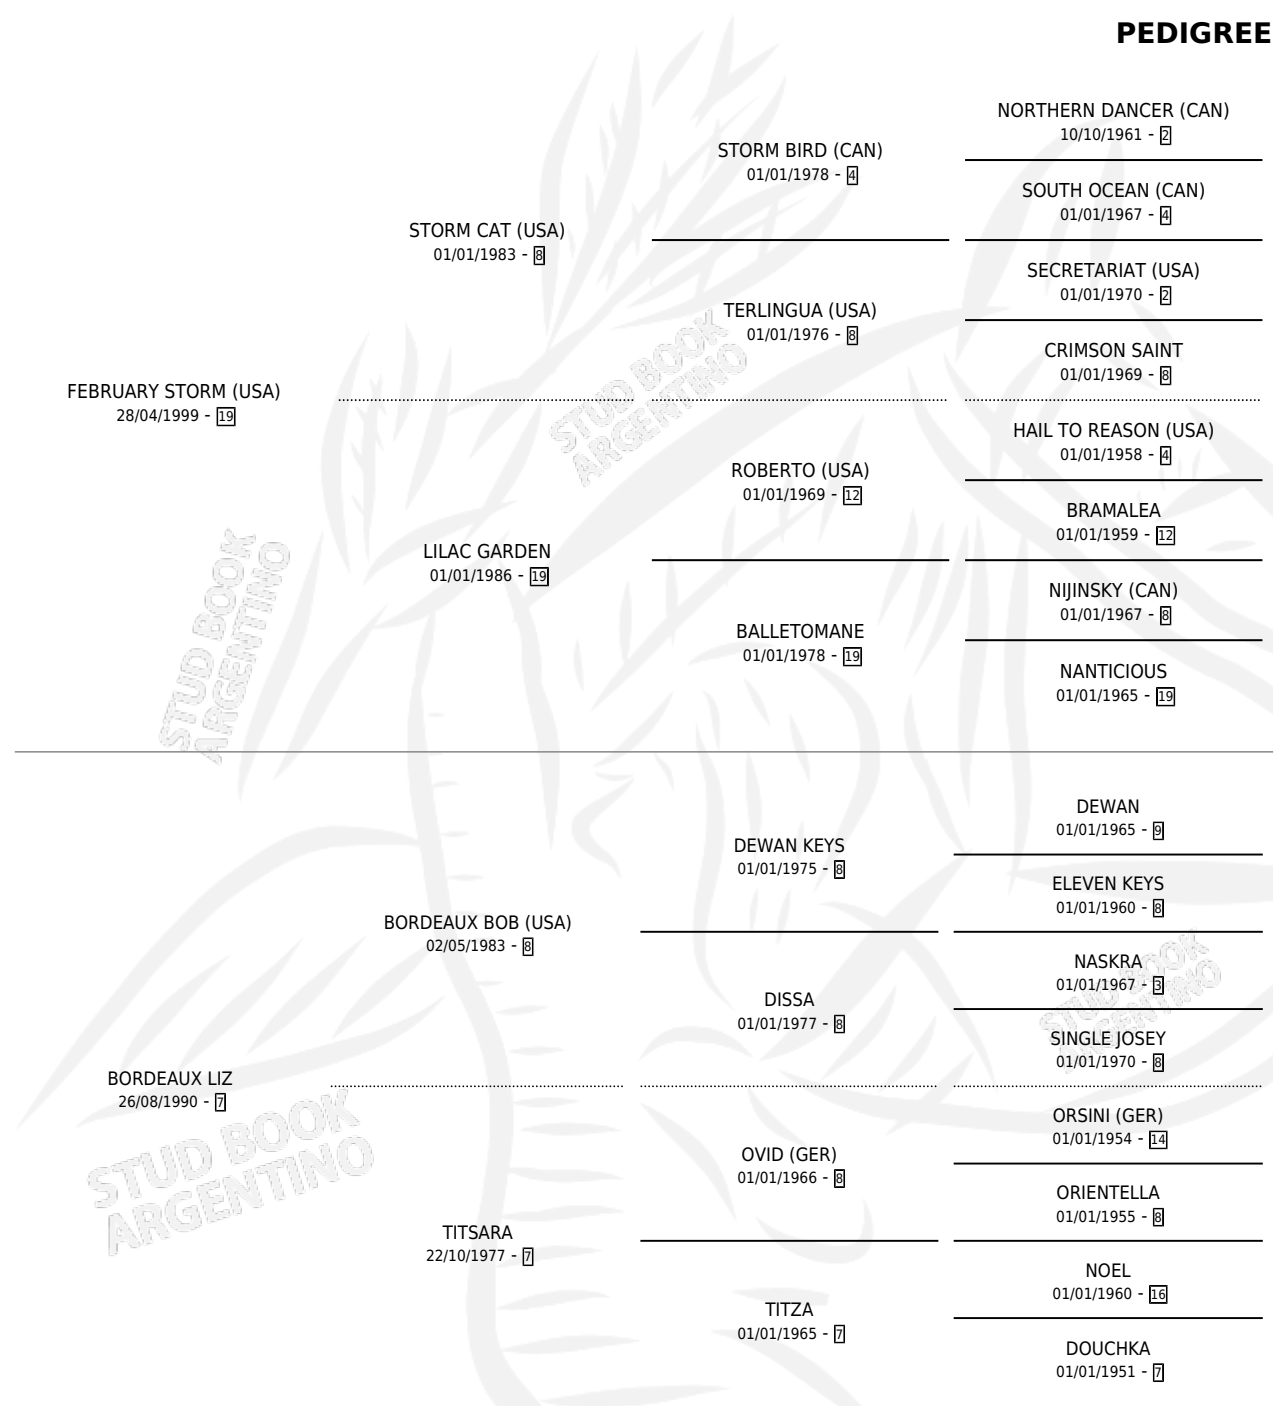 PEDIGREE
NORTHERN DANCER (CAN)
10/10/1961 - 2
STORM BIRD (CAN)
01/01/1978 - 4
SOUTH OCEAN (CAN)
01/01/1967 - 4
STORM CAT (USA)
01/01/1983 - 8
SECRETARIAT (USA)
01/01/1970 - 2
TERLINGUA (USA)
01/01/1976 - 8
CRIMSON SAINT
01/01/1969 - 8
FEBRUARY STORM (USA)
28/04/1999 - 19
STUD BOOK
ARGENTINO
HAIL TO REASON (USA)
01/01/1958 - 4
ROBERTO (USA)
01/01/1969 - 12
BRAMALEA
01/01/1959 - 12
LILAC GARDEN
01/01/1986 - 19
NIJINSKY (CAN)
01/01/1967 - 8
BALLETOMANE
01/01/1978 - 19
NANTICIOUS
01/01/1965 - 19
STUD BOOK
ARGENTINO
DEWAN
01/01/1965 - 9
DEWAN KEYS
01/01/1975 - 8
ELEVEN KEYS
01/01/1960 - 8
BORDEAUX BOB (USA)
02/05/1983 - 8
NASKRA
01/01/1967 - 3
DISSA
01/01/1977 - 8
SINGLE JOSEY
01/01/1970 - 8
STUD BOOK
ARGENTINO
BORDEAUX LIZ
26/08/1990 - 7
ORSINI (GER)
01/01/1954 - 14
OVID (GER)
01/01/1966 - 8
ORIENTELLA
01/01/1955 - 8
STUD BOOK
ARGENTINO
TITSARA
22/10/1977 - 7
NOEL
01/01/1960 - 16
TITZA
01/01/1965 - 7
DOUCHKA
01/01/1951 - 7